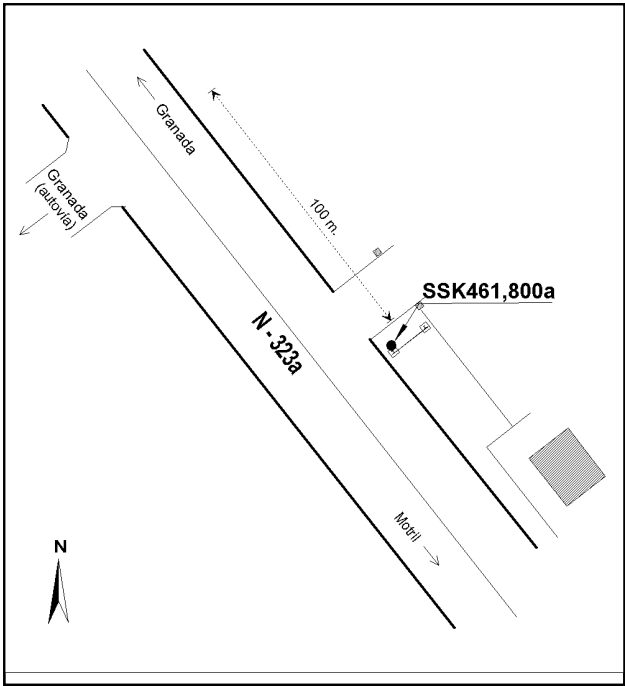 Granada
Granada
(autovía)
100 m.
SSK461,800a
N - 323a
Motril
N